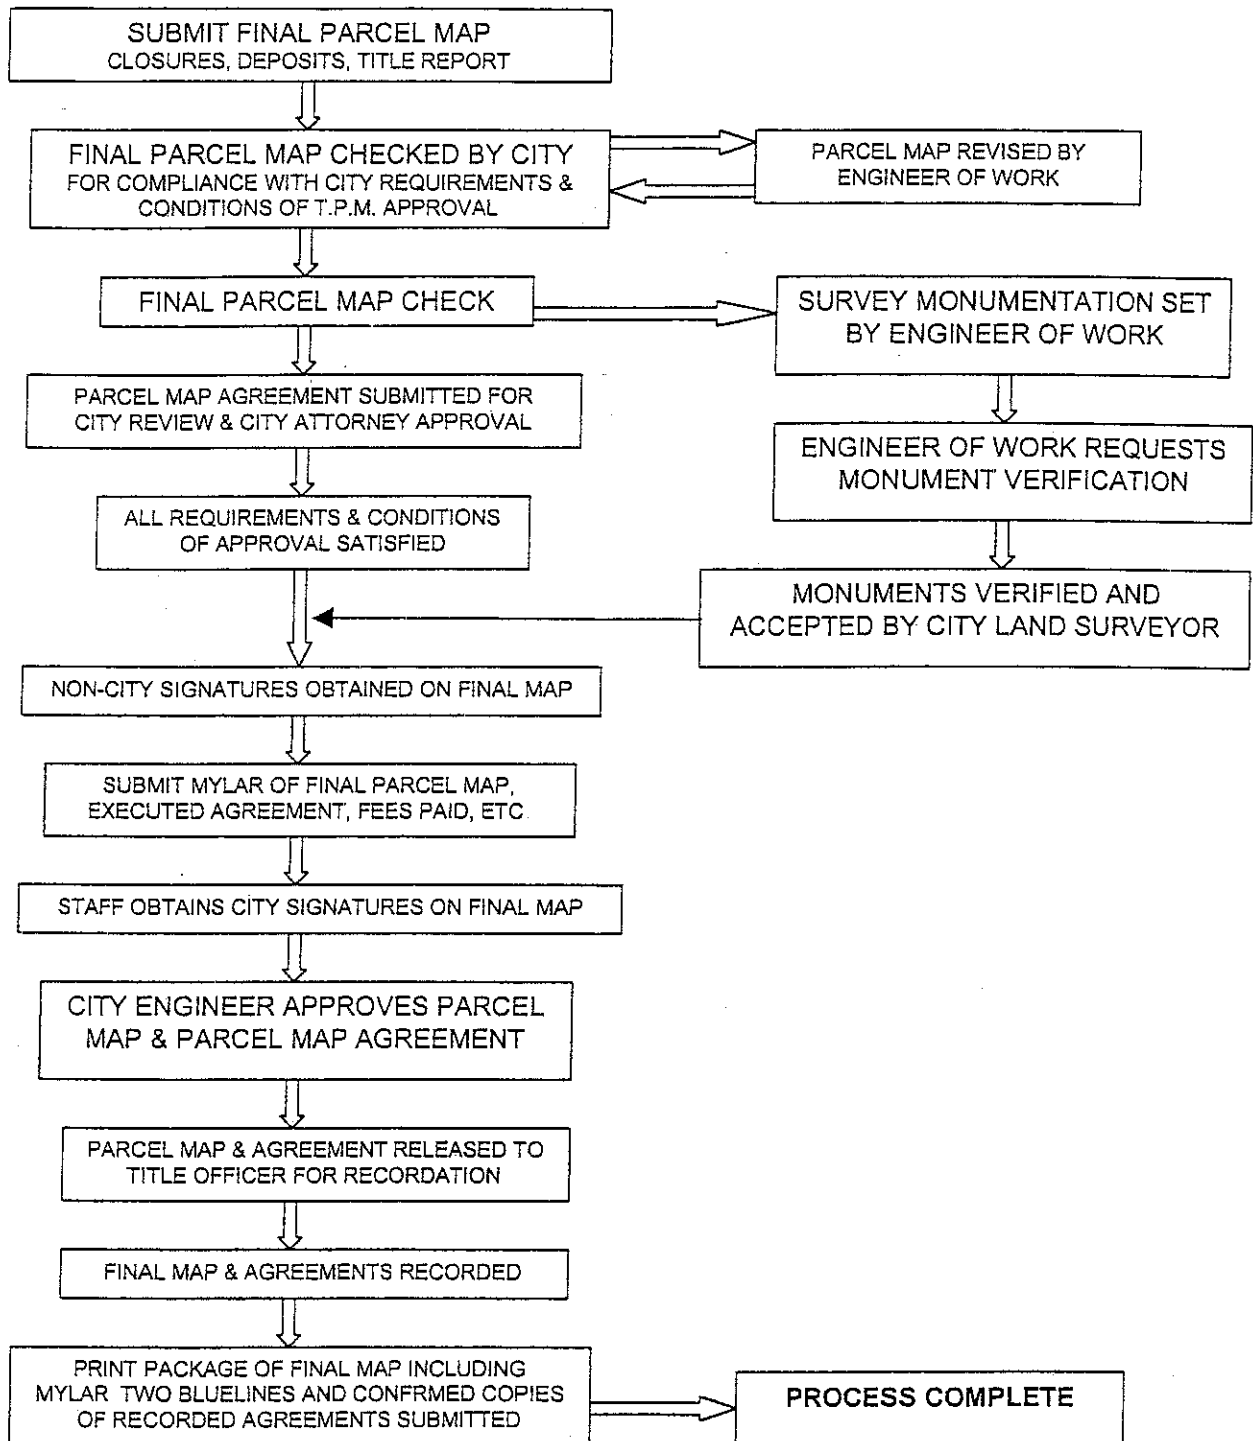 SUBMIT FINAL PARCEL MAP
CLOSURES, DEPOSITS, TITLE REPORT
FINAL PARCEL MAP CHECKED BY CITY
FOR COMPLIANCE WITH CITY REQUIREMENTS &
CONDITIONS OF T.P.M. APPROVAL
PARCEL MAP REVISED BY
ENGINEER OF WORK
FINAL PARCEL MAP CHECK
SURVEY MONUMENTATION SET
BY ENGINEER OF WORK
PARCEL MAP AGREEMENT SUBMITTED FOR
CITY REVIEW & CITY ATTORNEY APPROVAL
ENGINEER OF WORK REQUESTS
MONUMENT VERIFICATION
ALL REQUIREMENTS & CONDITIONS
OF APPROVAL SATISFIED
MONUMENTS VERIFIED AND
ACCEPTED BY CITY LAND SURVEYOR
NON-CITY SIGNATURES OBTAINED ON FINAL MAP
SUBMIT MYLAR OF FINAL PARCEL MAP,
EXECUTED AGREEMENT, FEES PAID, ETC
STAFF OBTAINS CITY SIGNATURES ON FINAL MAP
CITY ENGINEER APPROVES PARCEL
MAP & PARCEL MAP AGREEMENT
PARCEL MAP & AGREEMENT RELEASED TO
TITLE OFFICER FOR RECORDATION
FINAL MAP & AGREEMENTS RECORDED
PRINT PACKAGE OF FINAL MAP INCLUDING
MYLAR TWO BLUELINES AND CONFRMED COPIES
OF RECORDED AGREEMENTS SUBMITTED
PROCESS COMPLETE